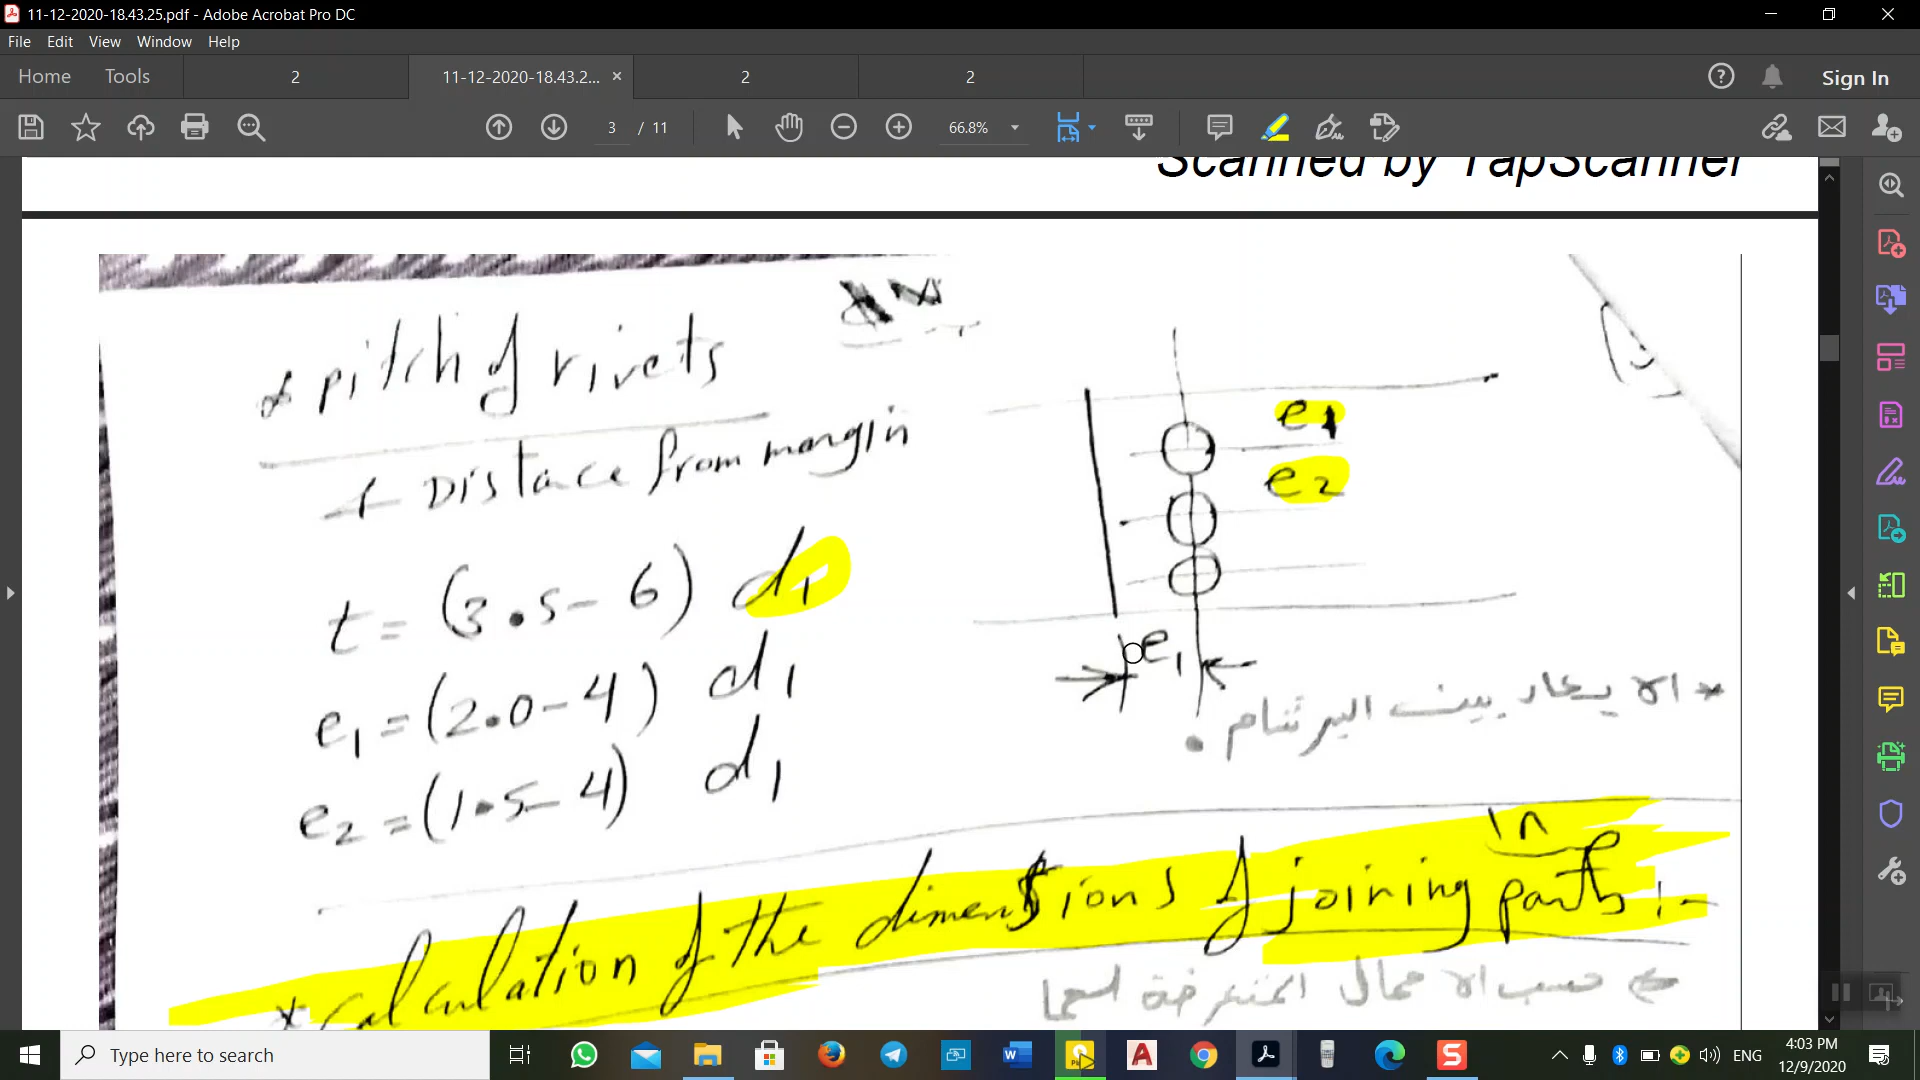 11-12-2020-18.43.25.pdf - Adobe Acrobat Pro DC
File Edit View Window Help
Home Tools 2 11-12-2020-18.43.2... × 2 2 Sign In
3 / 11 66.8%
Scanned by TapScanner
pitch of rivets
Distace from margin
t = (3.5 - 6) d1
e1 = (2.0 - 4) d1
e2 = (1.5 - 4) d1
e1
e2
e1
* الايعاد بين البرشام .
in
* calculation of the dimensions of joining parts :-
حسب الاحمال المتعرضة لها
Type here to search
ENG
4:03 PM
12/9/2020